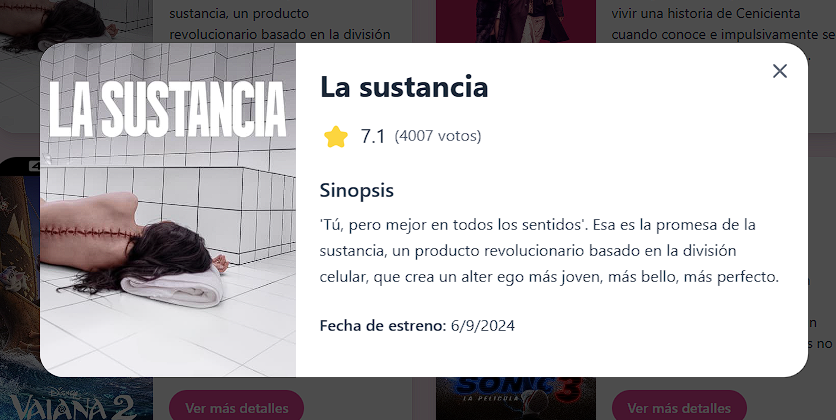 sustancia, un producto
revolucionario basado en la división
vivir una historia de Cenicienta
cuando conoce e impulsivamente se
LA SUSTANCIA
La sustancia
7.1 (4007 votos)
Sinopsis
'Tú, pero mejor en todos los sentidos'. Esa es la promesa de la
sustancia, un producto revolucionario basado en la división
celular, que crea un alter ego más joven, más bello, más perfecto.
Fecha de estreno: 6/9/2024
s no
VAIANA 2
Ver más detalles
SONIC 3
LA PELÍCULA
Ver más detalles